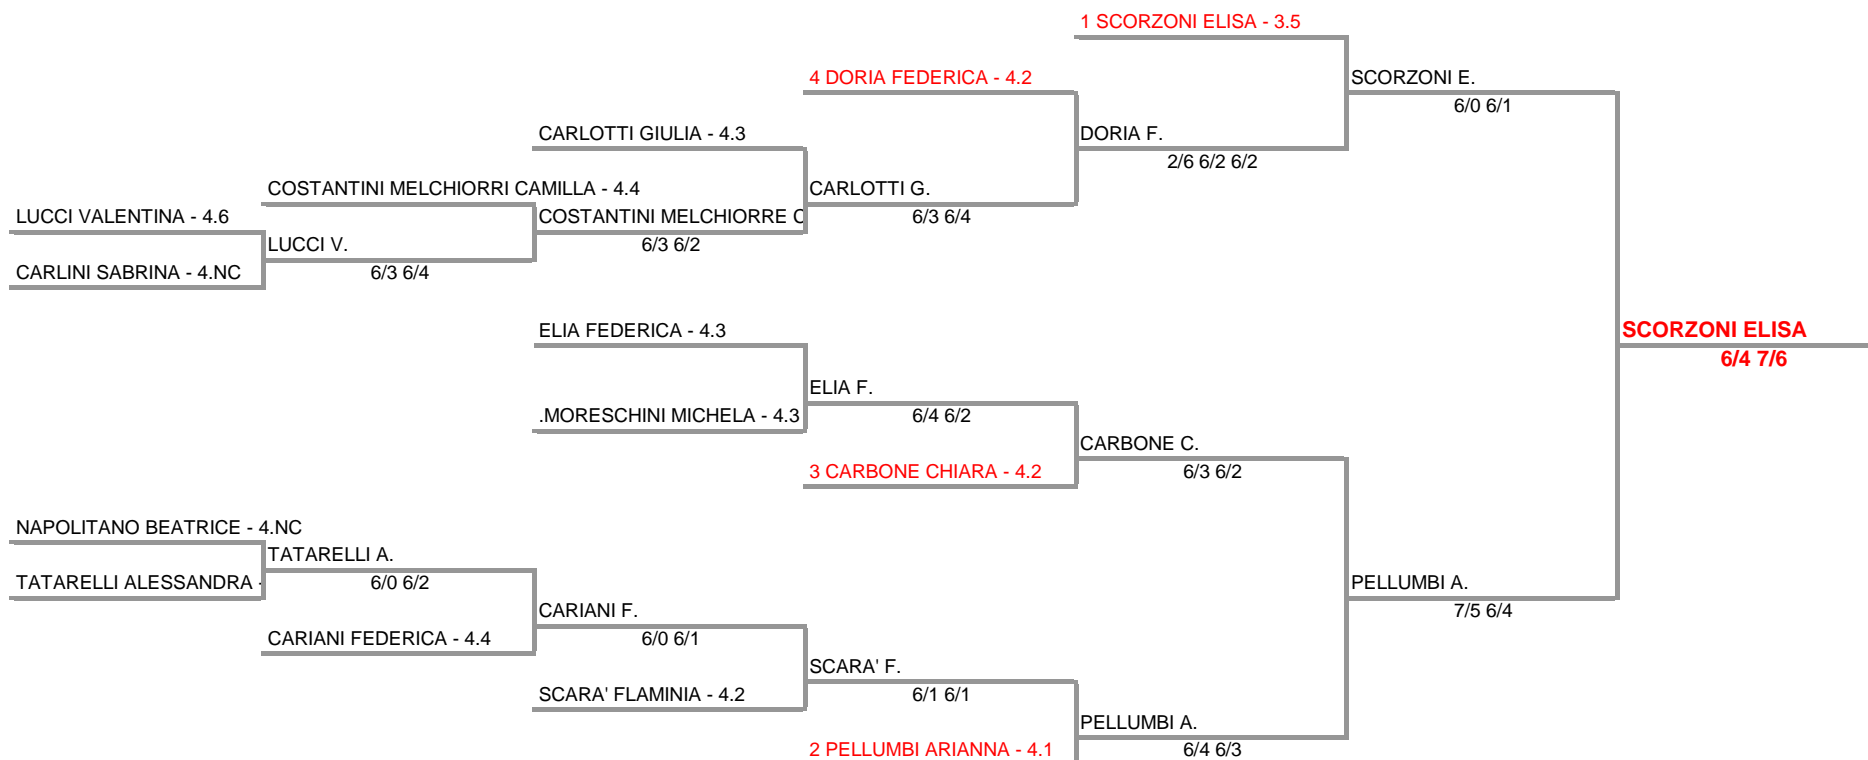 1 SCORZONI ELISA - 3.5
4 DORIA FEDERICA - 4.2
SCORZONI E.
6/0 6/1
CARLOTTI GIULIA - 4.3
DORIA F.
2/6 6/2 6/2
COSTANTINI MELCHIORRI CAMILLA - 4.4
CARLOTTI G.
6/3 6/4
LUCCI VALENTINA - 4.6
COSTANTINI MELCHIORRE C
6/3 6/2
LUCCI V.
6/3 6/4
CARLINI SABRINA - 4.NC
ELIA FEDERICA - 4.3
SCORZONI ELISA
6/4 7/6
ELIA F.
6/4 6/2
.MORESCHINI MICHELA - 4.3
CARBONE C.
6/3 6/2
3 CARBONE CHIARA - 4.2
NAPOLITANO BEATRICE - 4.NC
TATARELLI A.
6/0 6/2
TATARELLI ALESSANDRA -
PELLUMBI A.
7/5 6/4
CARIANI F.
6/0 6/1
CARIANI FEDERICA - 4.4
SCARA' F.
6/1 6/1
SCARA' FLAMINIA - 4.2
PELLUMBI A.
6/4 6/3
2 PELLUMBI ARIANNA - 4.1